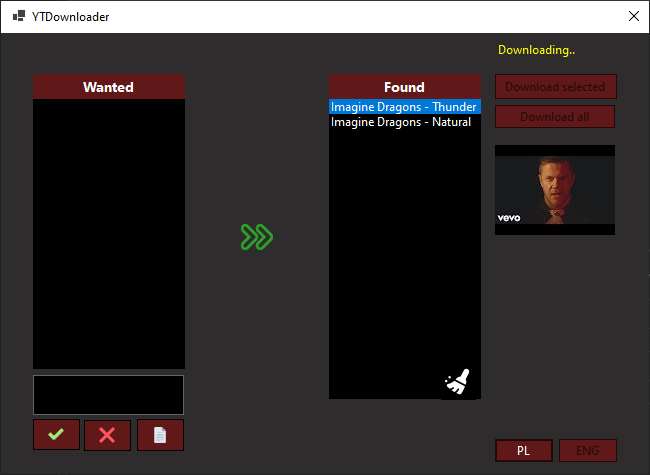 YTDownloader
Downloading..
Wanted
Found
Download selected
Imagine Dragons - Thunder
Imagine Dragons - Natural
Download all
vevo
PL
ENG